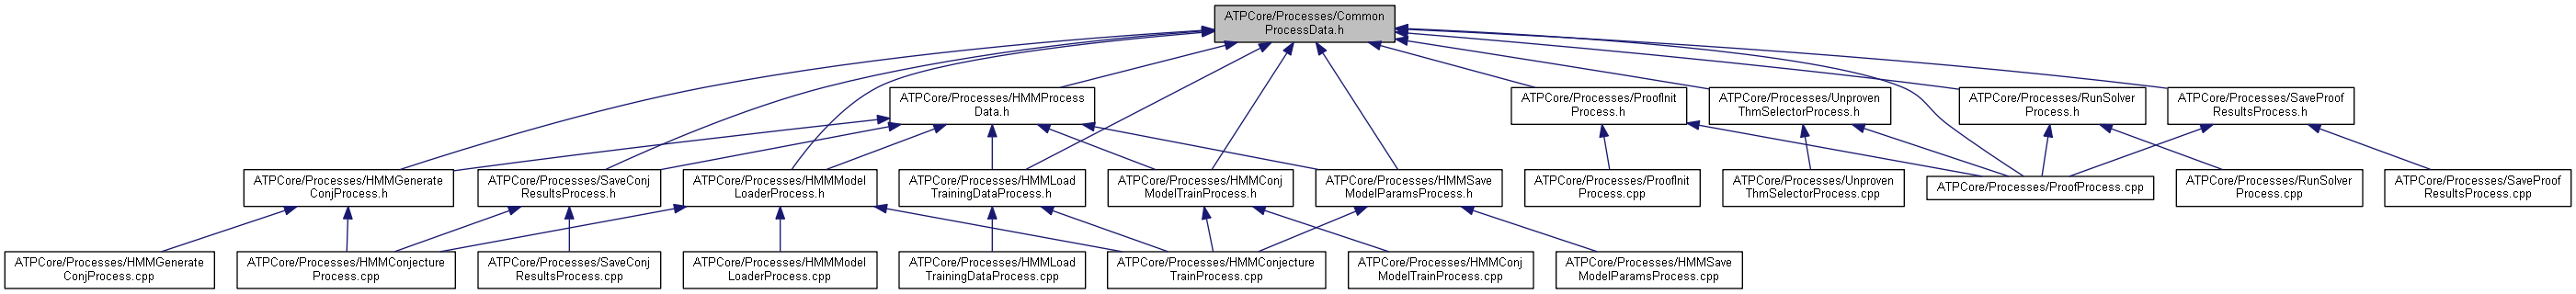 ATPCore/Processes/Common
ProcessData.h
ATPCore/Processes/HMMProcess
Data.h
ATPCore/Processes/ProofInit
Process.h
ATPCore/Processes/Unproven
ThmSelectorProcess.h
ATPCore/Processes/RunSolver
Process.h
ATPCore/Processes/SaveProof
ResultsProcess.h
ATPCore/Processes/HMMGenerate
ConjProcess.h
ATPCore/Processes/SaveConj
ResultsProcess.h
ATPCore/Processes/HMMModel
LoaderProcess.h
ATPCore/Processes/HMMLoad
TrainingDataProcess.h
ATPCore/Processes/HMMConj
ModelTrainProcess.h
ATPCore/Processes/HMMSave
ModelParamsProcess.h
ATPCore/Processes/ProofInit
Process.cpp
ATPCore/Processes/Unproven
ThmSelectorProcess.cpp
ATPCore/Processes/ProofProcess.cpp
ATPCore/Processes/RunSolver
Process.cpp
ATPCore/Processes/SaveProof
ResultsProcess.cpp
ATPCore/Processes/HMMGenerate
ConjProcess.cpp
ATPCore/Processes/HMMConjecture
Process.cpp
ATPCore/Processes/SaveConj
ResultsProcess.cpp
ATPCore/Processes/HMMModel
LoaderProcess.cpp
ATPCore/Processes/HMMLoad
TrainingDataProcess.cpp
ATPCore/Processes/HMMConjecture
TrainProcess.cpp
ATPCore/Processes/HMMConj
ModelTrainProcess.cpp
ATPCore/Processes/HMMSave
ModelParamsProcess.cpp